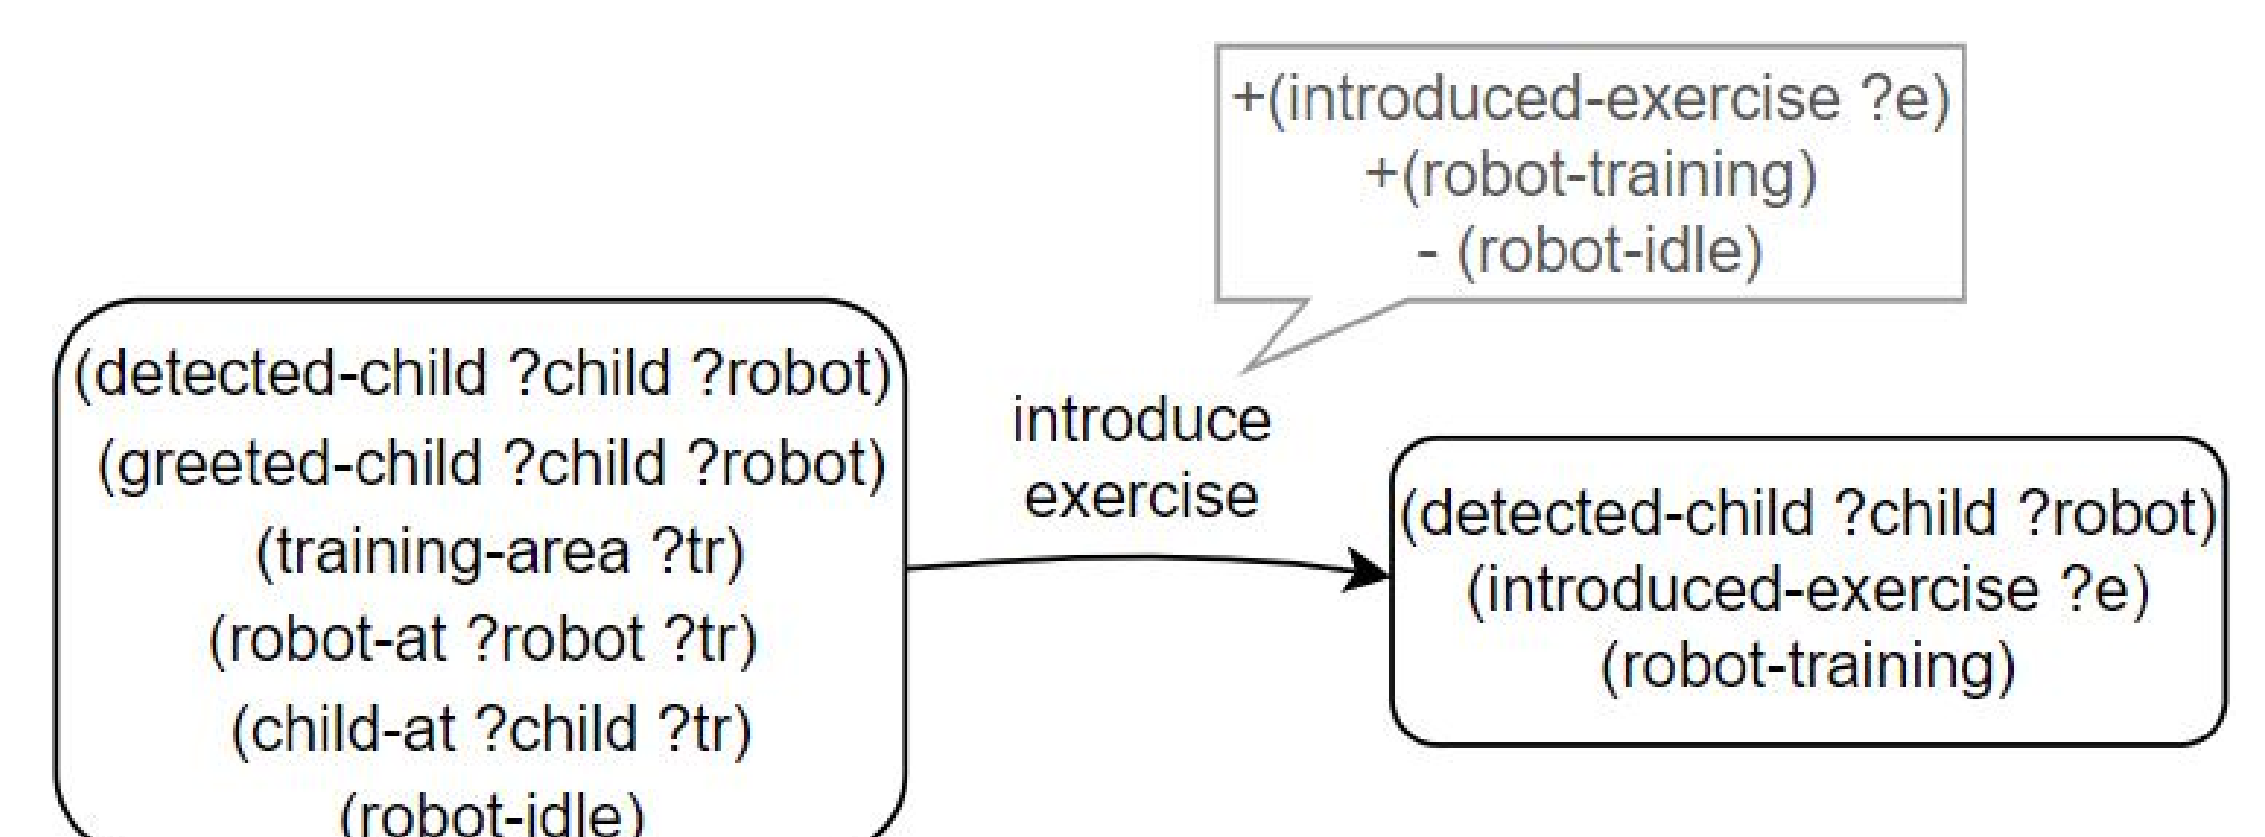 +(introduced-exercise ?e)
+(robot-training)
- (robot-idle)
(detected-child ?child ?robot)
(greeted-child ?child ?robot)
(training-area ?tr)
(robot-at ?robot ?tr)
(child-at ?child ?tr)
(robot-idle)
introduce
exercise
(detected-child ?child ?robot)
(introduced-exercise ?e)
(robot-training)